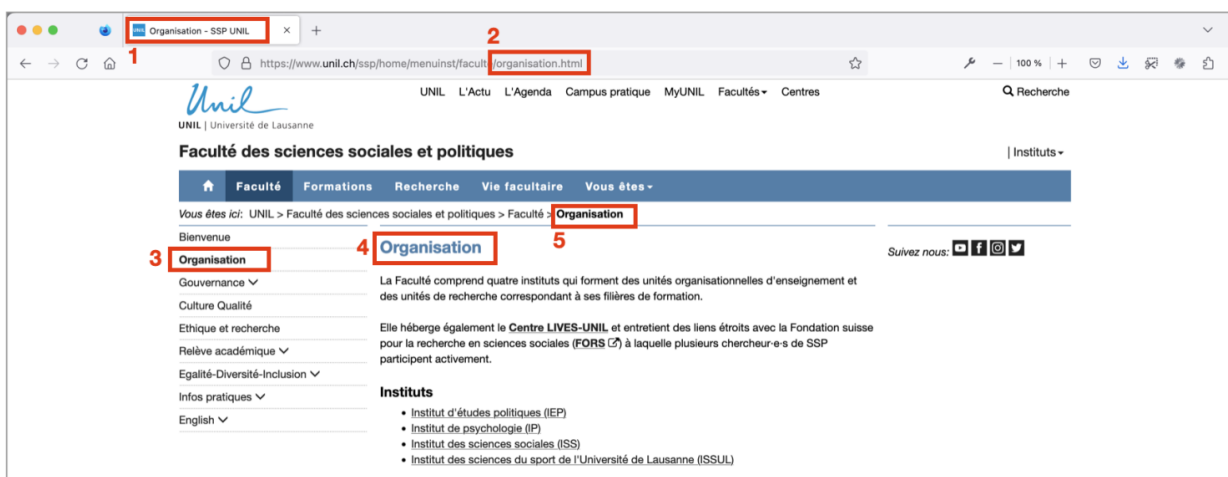 Organisation - SSP UNIL
1
2
https://www.unil.ch/ssp/home/menuinst/faculte/organisation.html
100 %
Unil
UNIL | Université de Lausanne
UNIL L'Actu L'Agenda Campus pratique MyUNIL Facultés Centres
Recherche
Faculté des sciences sociales et politiques
| Instituts
Faculté Formations Recherche Vie facultaire Vous êtes
Vous êtes ici: UNIL > Faculté des sciences sociales et politiques > Faculté > Organisation
5
Bienvenue
3
Organisation
Gouvernance
Culture Qualité
Ethique et recherche
Relève académique
Egalité-Diversité-Inclusion
Infos pratiques
English
4
Organisation
La Faculté comprend quatre instituts qui forment des unités organisationnelles d'enseignement et
des unités de recherche correspondant à ses filières de formation.
Elle héberge également le Centre LIVES-UNIL et entretient des liens étroits avec la Fondation suisse
pour la recherche en sciences sociales (FORS) à laquelle plusieurs chercheur·e·s de SSP
participent activement.
Instituts
• Institut d'études politiques (IEP)
• Institut de psychologie (IP)
• Institut des sciences sociales (ISS)
• Institut des sciences du sport de l'Université de Lausanne (ISSUL)
Suivez nous: